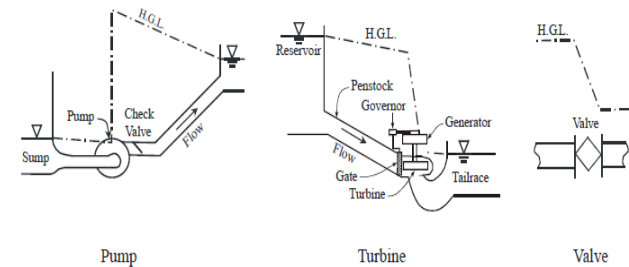 H.G.L.
Pump
Check
Valve
Flow
Sump
Pump
H.G.L.
Reservoir
Penstock
Governor
Generator
Flow
Gate
Turbine
Tailrace
Turbine
H.G.L.
Valve
Valve